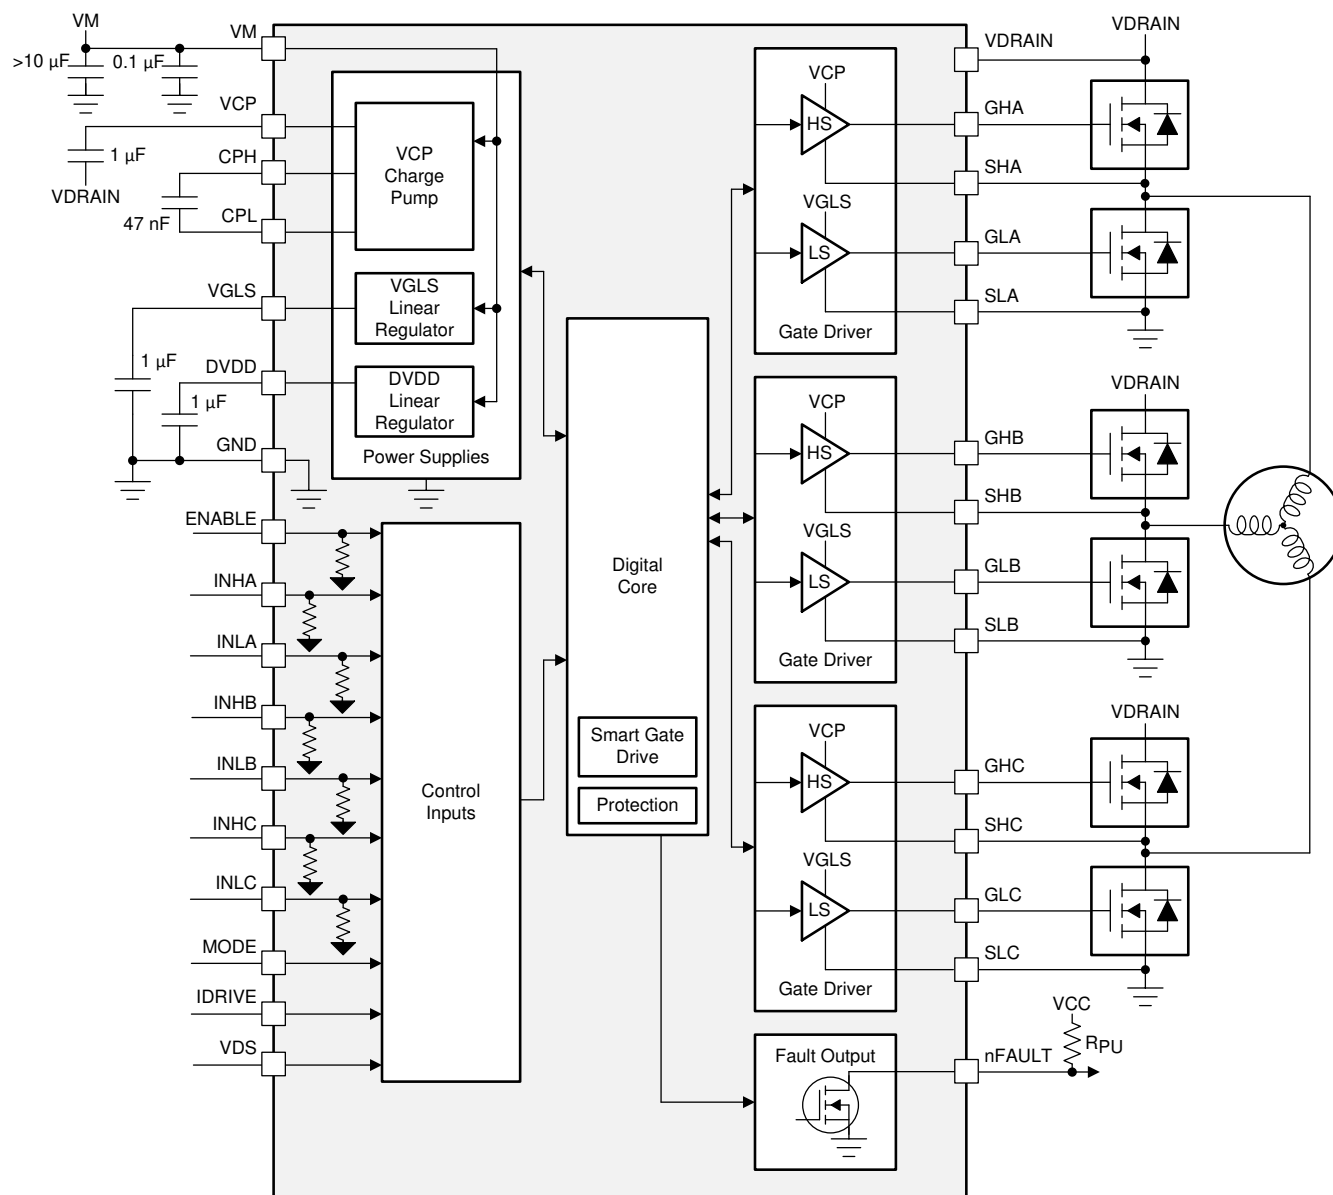 VM
VM
>10 µF
0.1 µF
VCP
1 µF
VDRAIN
CPH
47 nF
CPL
VCP
Charge
Pump
VGLS
VGLS
Linear
Regulator
1 µF
DVDD
1 µF
DVDD
Linear
Regulator
GND
Power Supplies
ENABLE
INHA
INLA
INHB
INLB
INHC
INLC
MODE
IDRIVE
VDS
Control
Inputs
Digital
Core
Smart Gate
Drive
Protection
VCP
HS
VGLS
LS
Gate Driver
VCP
HS
VGLS
LS
Gate Driver
VCP
HS
VGLS
LS
Gate Driver
Fault Output
VDRAIN
VDRAIN
GHA
SHA
GLA
SLA
VDRAIN
GHB
SHB
GLB
SLB
VDRAIN
GHC
SHC
GLC
SLC
VCC
RPU
nFAULT